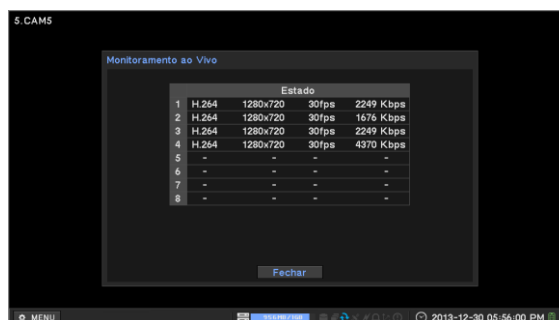 5.CAM5
Monitoramento ao Vivo
Estado
1 H.264 1280x720 30fps 2249 Kbps
2 H.264 1280x720 30fps 1676 Kbps
3 H.264 1280x720 30fps 2249 Kbps
4 H.264 1280x720 30fps 4370 Kbps
5 - - - -
6 - - - -
7 - - - -
8 - - - -
Fechar
MENU 2013-12-30 05:56:00 PM